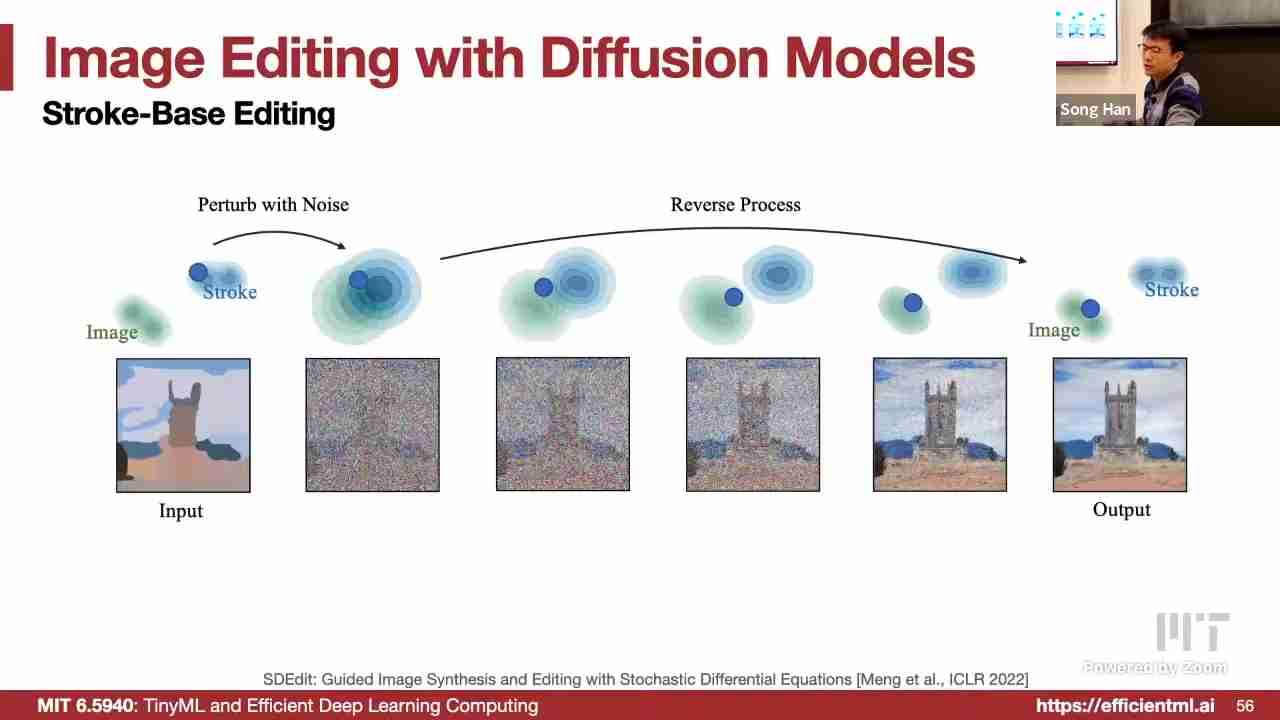 Image Editing with Diffusion Models
Stroke-Base Editing
Song Han
Perturb with Noise
Reverse Process
Stroke
Image
Stroke
Image
Input
Output
MIT
Powered by Zoom
SDEdit: Guided Image Synthesis and Editing with Stochastic Differential Equations [Meng et al., ICLR 2022]
MIT 6.5940: TinyML and Efficient Deep Learning Computing
https://efficientml.ai
56